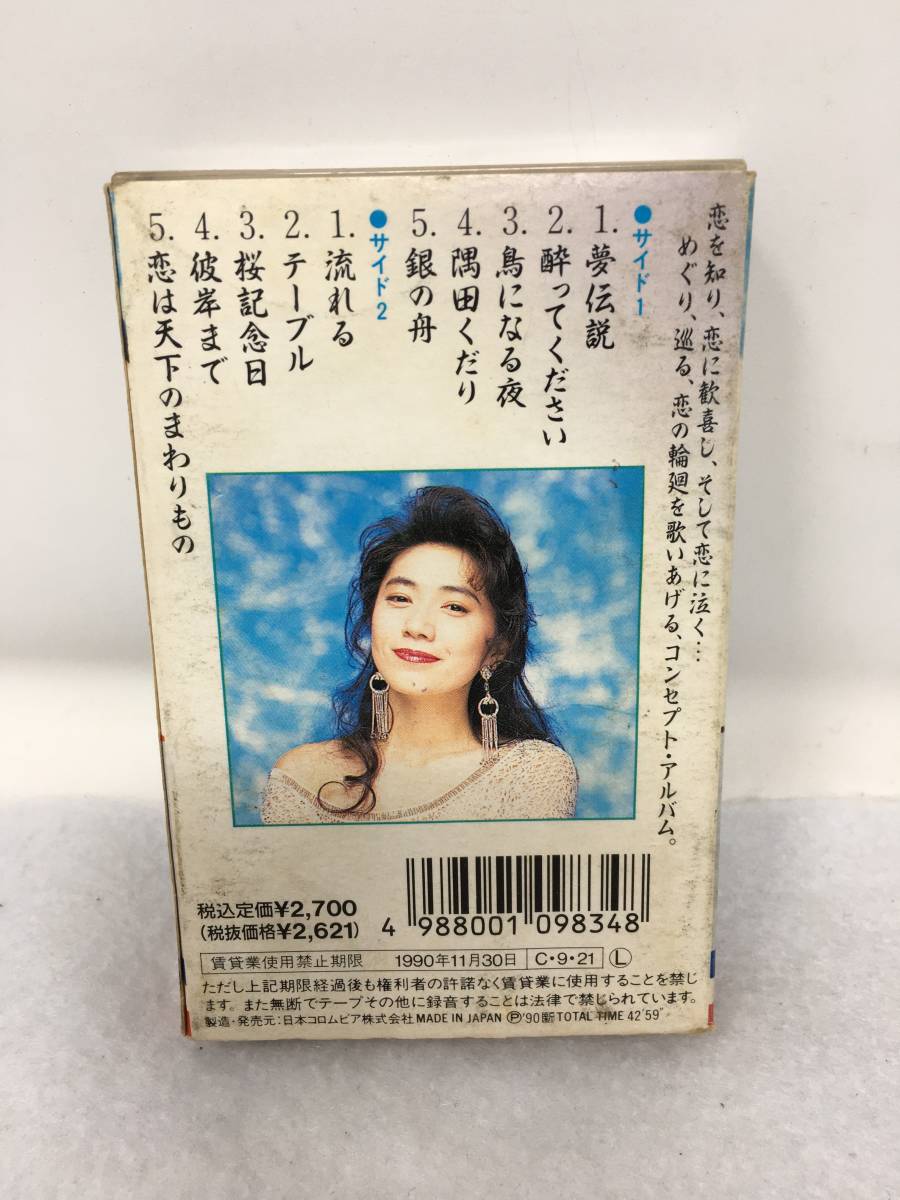 恋を知り、恋に歓喜し、そして恋に泣く…
めぐり、巡る、恋の輪廻を歌いあげる、コンセプト・アルバム。
●サイド1
1. 夢伝説
2. 酔ってください
3.鳥になる夜
4. 隅田くだり
5. 銀の舟
●サイド2
1. 流れる
2. テーブル
3. 桜記念日
4. 彼岸まで
5. 恋は天下のまわりもの
税込定価¥2,700
(税抜価格¥2,621)
4 988001 098348
賃貸業使用禁止期限 1990年11月30日 C・9・21 Ⓛ
ただし上記期限経過後も権利者の許諾なく賃貸業に使用することを禁じ
ます。また無断でテープその他に録音することは法律で禁じられています。
製造・発売元:日本コロムビア株式会社 MADE IN JAPAN Ⓟ'90 新 TOTAL TIME 42'59"